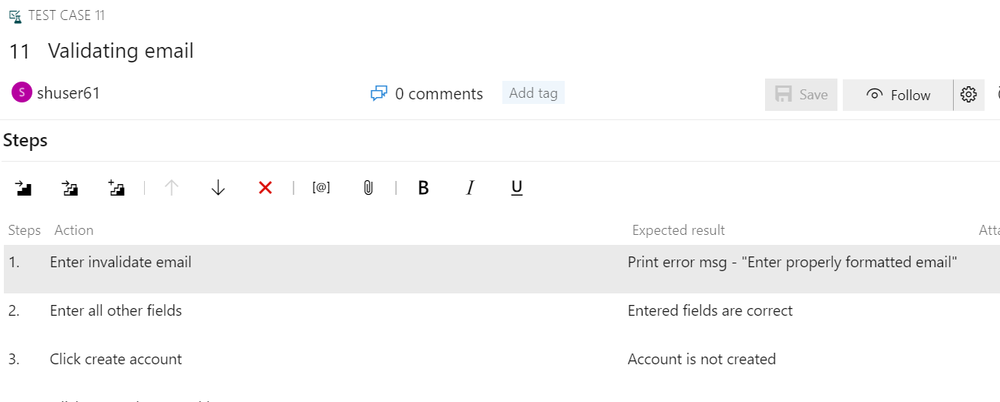 TEST CASE 11
11 Validating email
S shuser61 0 comments Add tag Save Follow
Steps
[@] B I U
Steps Action Expected result
1. Enter invalidate email Print error msg - "Enter properly formatted email"
2. Enter all other fields Entered fields are correct
3. Click create account Account is not created